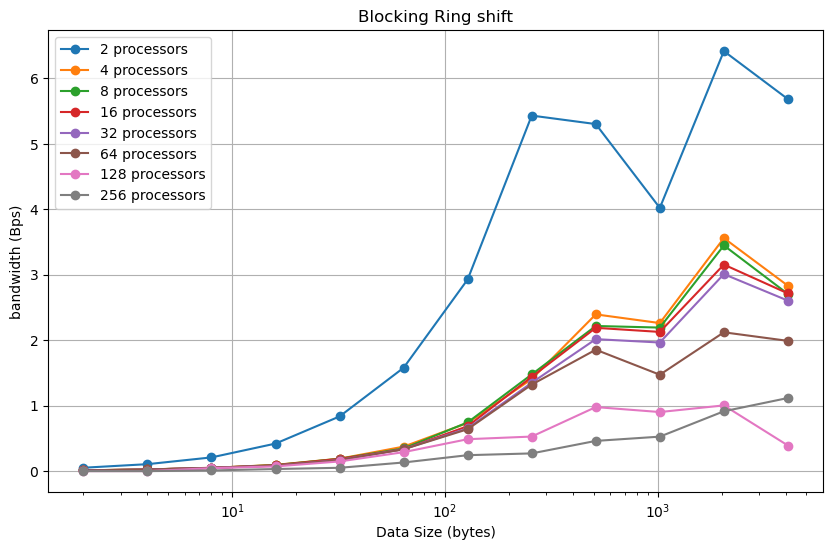 Blocking Ring shift
2 processors
4 processors
8 processors
16 processors
32 processors
64 processors
128 processors
256 processors
bandwidth (Bps)
6
5
4
3
2
1
0
10¹
10²
10³
Data Size (bytes)